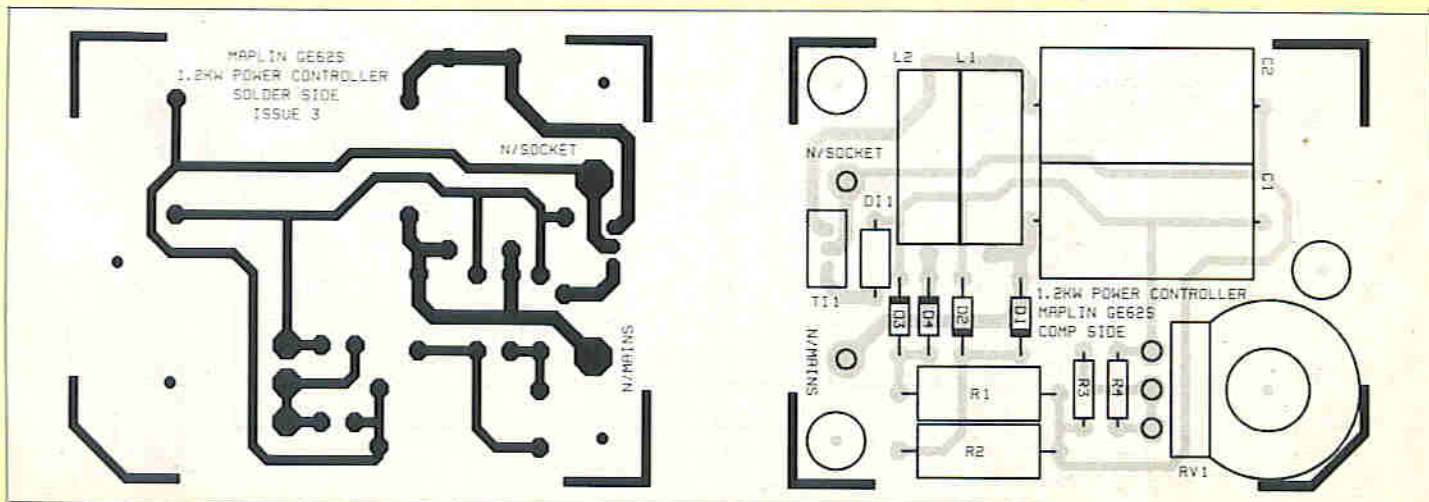 MAPLIN GE62S
1.2KW POWER CONTROLLER
SOLDER SIDE
ISSUE 3
N/SOCKET
N/MAINS
L2
L1
C2
N/SOCKET
C1
DI1
TI1
1.2KW POWER CONTROLLER
MAPLIN GE62S
COMP SIDE
D3
D4
D2
D1
N/MAINS
R1
R3
R4
R2
RV1